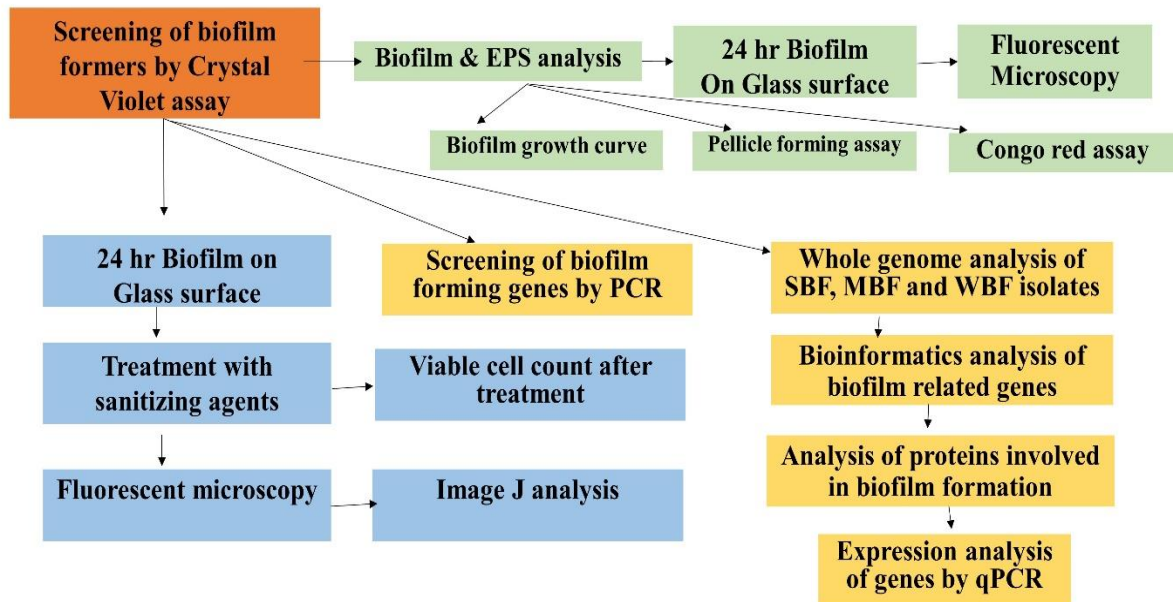 Screening of biofilm
formers by Crystal
Violet assay
Biofilm & EPS analysis
24 hr Biofilm
On Glass surface
Fluorescent
Microscopy
Biofilm growth curve
Pellicle forming assay
Congo red assay
24 hr Biofilm on
Glass surface
Screening of biofilm
forming genes by PCR
Whole genome analysis of
SBF, MBF and WBF isolates
Treatment with
sanitizing agents
Viable cell count after
treatment
Bioinformatics analysis of
biofilm related genes
Fluorescent microscopy
Image J analysis
Analysis of proteins involved
in biofilm formation
Expression analysis
of genes by qPCR